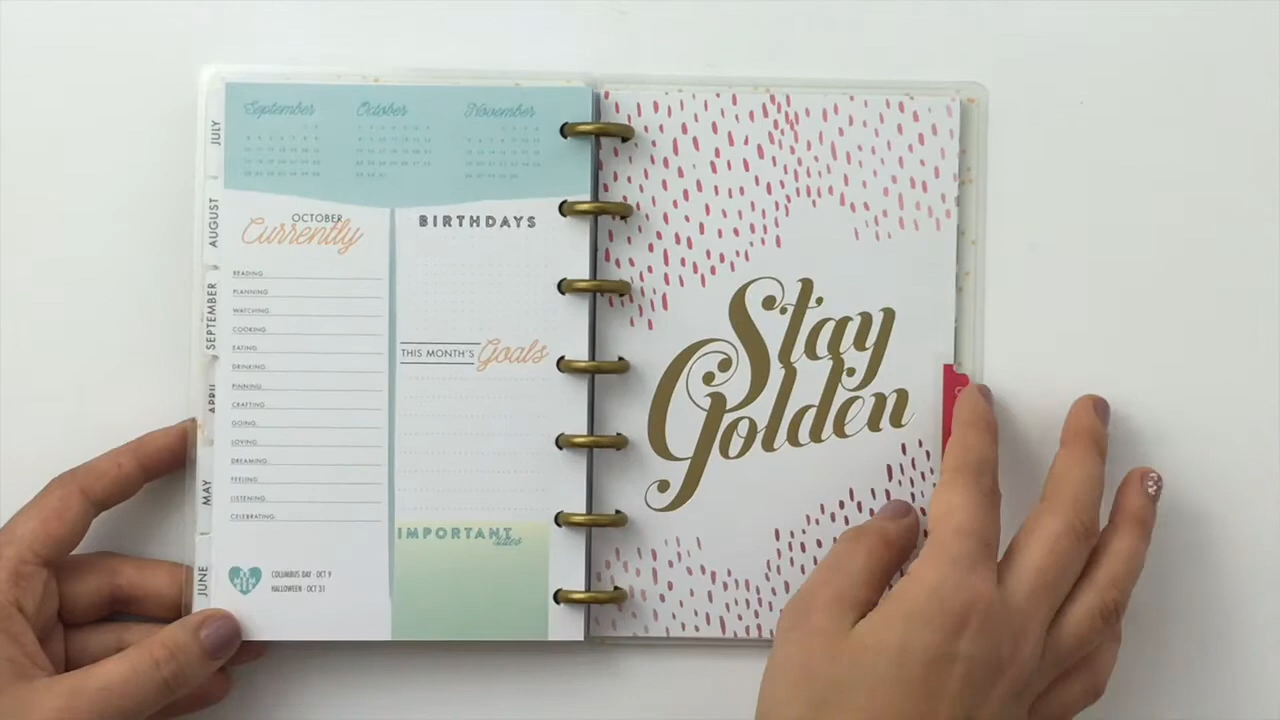 JULY
AUGUST
SEPTEMBER
APRIL
MAY
JUNE
September
October
November
OCTOBER
Currently
READING
PLANNING
WATCHING
COOKING
EATING
DRINKING
PINNING
CRAFTING
GOING
LOVING
DREAMING
FEELING
LISTENING
CELEBRATING
COLUMBUS DAY · OCT 9
HALLOWEEN · OCT 31
BIRTHDAYS
THIS MONTH'S Goals
IMPORTANT
dates
Stay
Golden